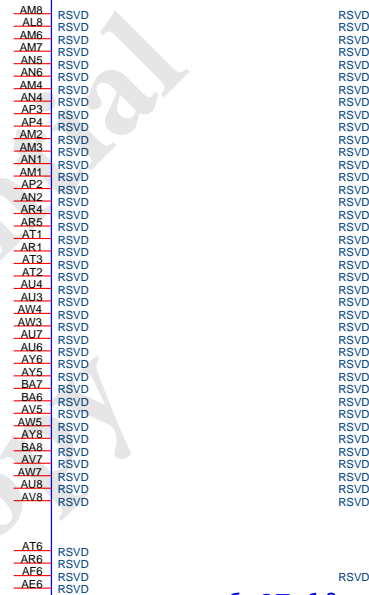 AM8 RSVD RSVD
AL8 RSVD RSVD
AM6 RSVD RSVD
AM7 RSVD RSVD
AN5 RSVD RSVD
AN6 RSVD RSVD
AM4 RSVD RSVD
AN4 RSVD RSVD
AP3 RSVD RSVD
AP4 RSVD RSVD
AM2 RSVD RSVD
AM3 RSVD RSVD
AN1 RSVD RSVD
AM1 RSVD RSVD
AP2 RSVD RSVD
AN2 RSVD RSVD
AR4 RSVD RSVD
AR5 RSVD RSVD
AT1 RSVD RSVD
AR1 RSVD RSVD
AT3 RSVD RSVD
AT2 RSVD RSVD
AU4 RSVD RSVD
AU3 RSVD RSVD
AW4 RSVD RSVD
AW3 RSVD RSVD
AU7 RSVD RSVD
AU6 RSVD RSVD
AY6 RSVD RSVD
AY5 RSVD RSVD
BA7 RSVD RSVD
BA6 RSVD RSVD
AV5 RSVD RSVD
AW5 RSVD RSVD
AY8 RSVD RSVD
BA8 RSVD RSVD
AV7 RSVD RSVD
AW7 RSVD RSVD
AU8 RSVD RSVD
AV8 RSVD RSVD
AT6 RSVD
AR6 RSVD
AF6 RSVD RSVD
AE6 RSVD